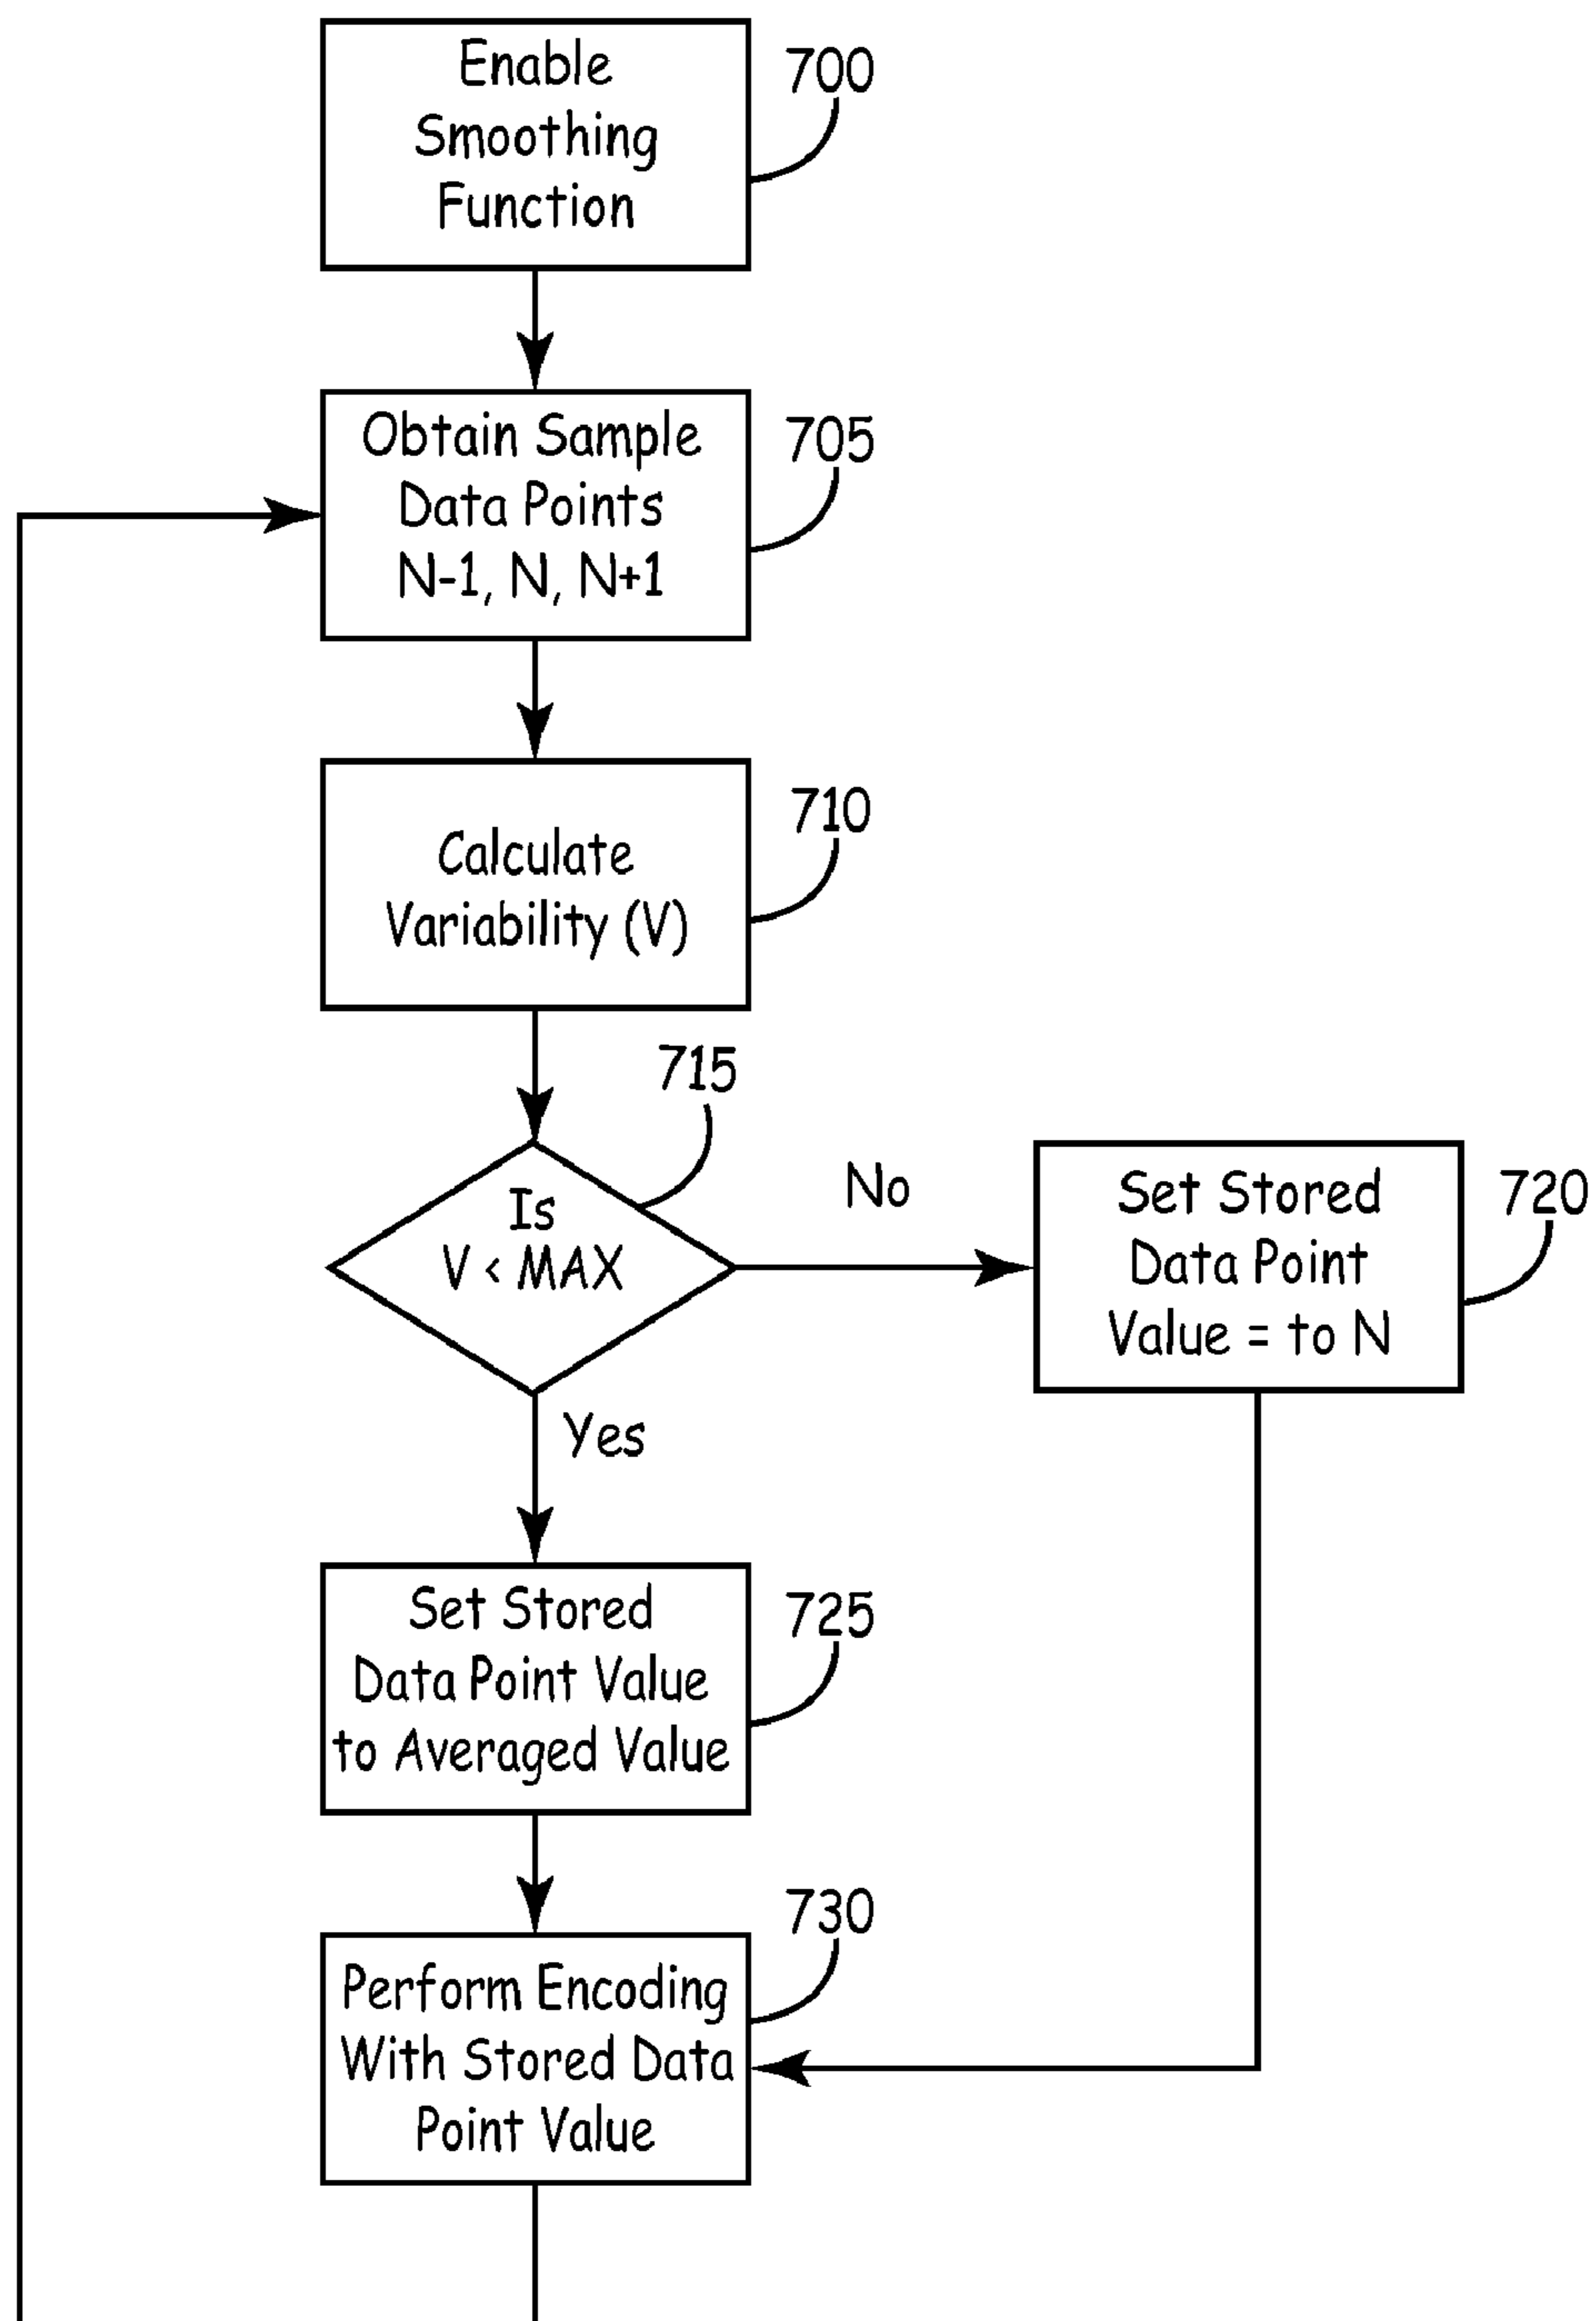 Enable
Smoothing
Function
700
Obtain Sample
Data Points
N-1, N, N+1
705
Calculate
Variability (V)
710
Is
V < MAX
715
No
Set Stored
Data Point
Value = to N
720
Yes
Set Stored
Data Point Value
to Averaged Value
725
Perform Encoding
With Stored Data
Point Value
730